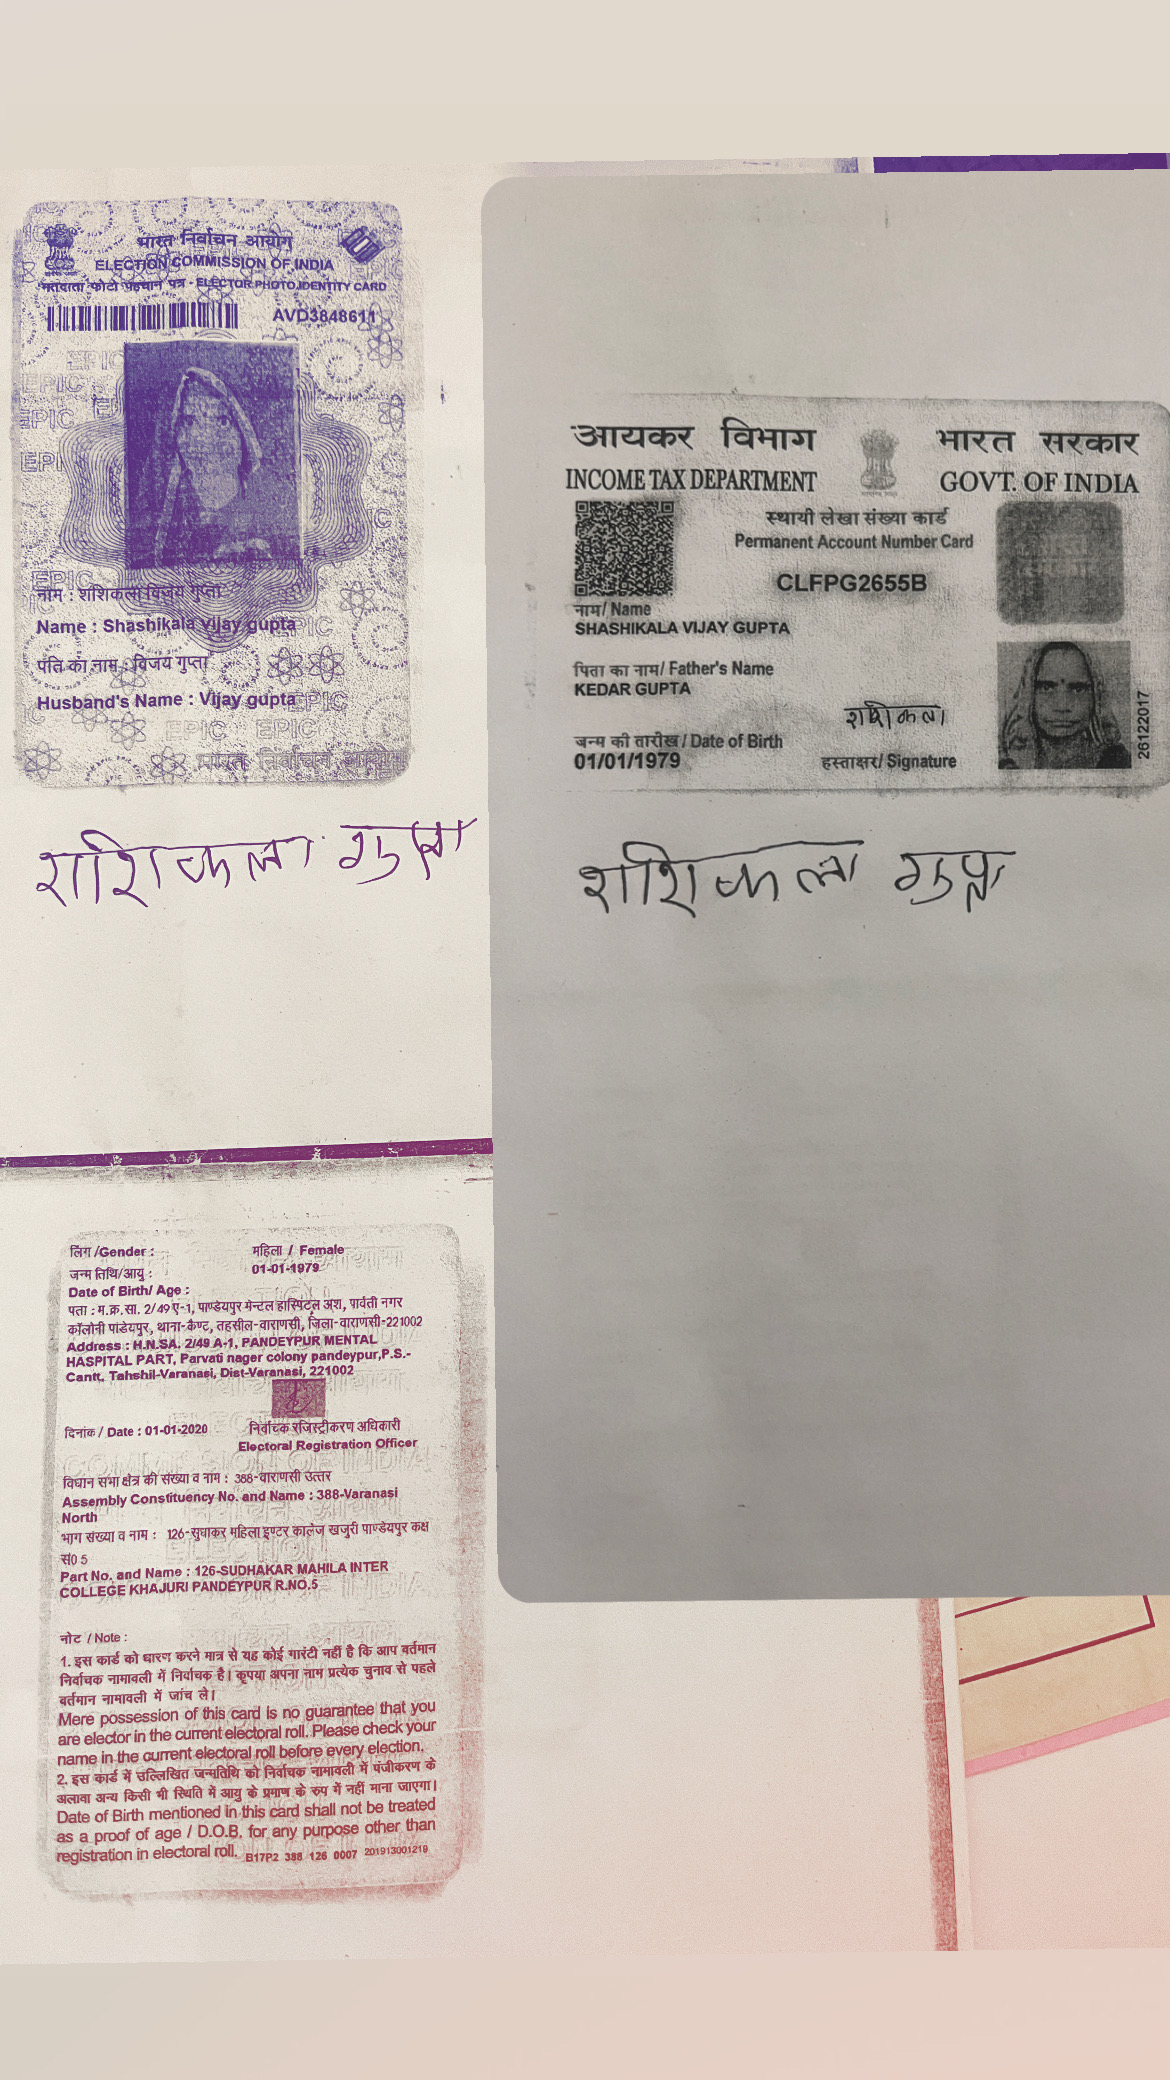 भारत निर्वाचन आयोग
ELECTION COMMISSION OF INDIA
मतदाता फोटो पहचान पत्र - ELECTOR PHOTO IDENTITY CARD
AVD3848611
EPIC
EPIC
EPIC
EPI
EPIC
नाम : शशिकला विजय गुप्ता
Name : Shashikala vijay gupta
पति का नाम : विजय गुप्ता
Husband's Name : Vijay gupta
EPIC EPIC
भारत निर्वाचन आयोग
शशिकला गुप्ता
लिंग /Gender : महिला / Female
जन्म तिथि/आयु : 01-01-1979
Date of Birth/ Age :
पता : म.क्र.सा. 2/49 ए-1, पाण्डेयपुर मेन्टल हास्पिटल अंश, पार्वती नगर
कॉलोनी पांडेयपुर, थाना-कैण्ट, तहसील-वाराणसी, जिला-वाराणसी-221002
Address : H.N.SA. 2/49 A-1, PANDEYPUR MENTAL
HASPITAL PART, Parvati nager colony pandeypur,P.S.-
Cantt. Tahshil-Varanasi, Dist-Varanasi, 221002
दिनांक / Date : 01-01-2020
निर्वाचक रजिस्ट्रीकरण अधिकारी
Electoral Registration Officer
विधान सभा क्षेत्र की संख्या व नाम : 388-वाराणसी उत्तर
Assembly Constituency No. and Name : 388-Varanasi
North
भाग संख्या व नाम : 126-सुधाकर महिला इण्टर कालेज खजुरी पाण्डेयपुर कक्ष
सं0 5
Part No. and Name : 126-SUDHAKAR MAHILA INTER
COLLEGE KHAJURI PANDEYPUR R.NO.5
नोट / Note :
1. इस कार्ड को धारण करने मात्र से यह कोई गारंटी नहीं है कि आप वर्तमान
निर्वाचक नामावली में निर्वाचक है। कृपया अपना नाम प्रत्येक चुनाव से पहले
वर्तमान नामावली में जांच ले।
Mere possession of this card is no guarantee that you
are elector in the current electoral roll. Please check your
name in the current electoral roll before every election.
2. इस कार्ड में उल्लिखित जन्मतिथि को निर्वाचक नामावली में पंजीकरण के
अलावा अन्य किसी भी स्थिति में आयु के प्रमाण के रुप में नहीं माना जाएगा।
Date of Birth mentioned in this card shall not be treated
as a proof of age / D.O.B. for any purpose other than
registration in electoral roll. B17P2 388 126 0007 201913001219
आयकर विभाग भारत सरकार
INCOME TAX DEPARTMENT GOVT. OF INDIA
स्थायी लेखा संख्या कार्ड
Permanent Account Number Card
CLFPG2655B
नाम/ Name
SHASHIKALA VIJAY GUPTA
पिता का नाम/ Father's Name
KEDAR GUPTA
शशिकला
जन्म की तारीख / Date of Birth
01/01/1979
हस्ताक्षर/ Signature
26122017
शशिकला गुप्ता